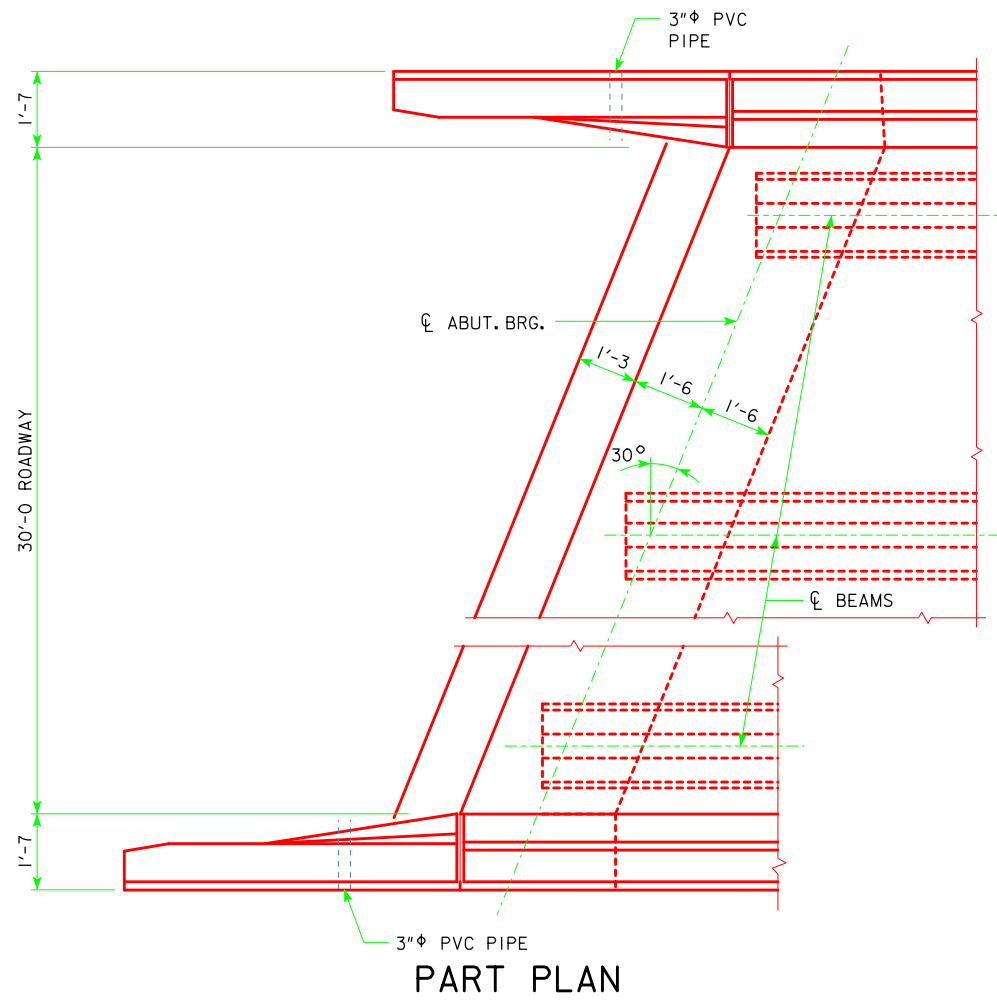 3"ϕ PVC
PIPE
1'-7
℄ ABUT. BRG.
1'-3
1'-6
1'-6
30°
30'-0 ROADWAY
℄ BEAMS
1'-7
3"ϕ PVC PIPE
PART PLAN